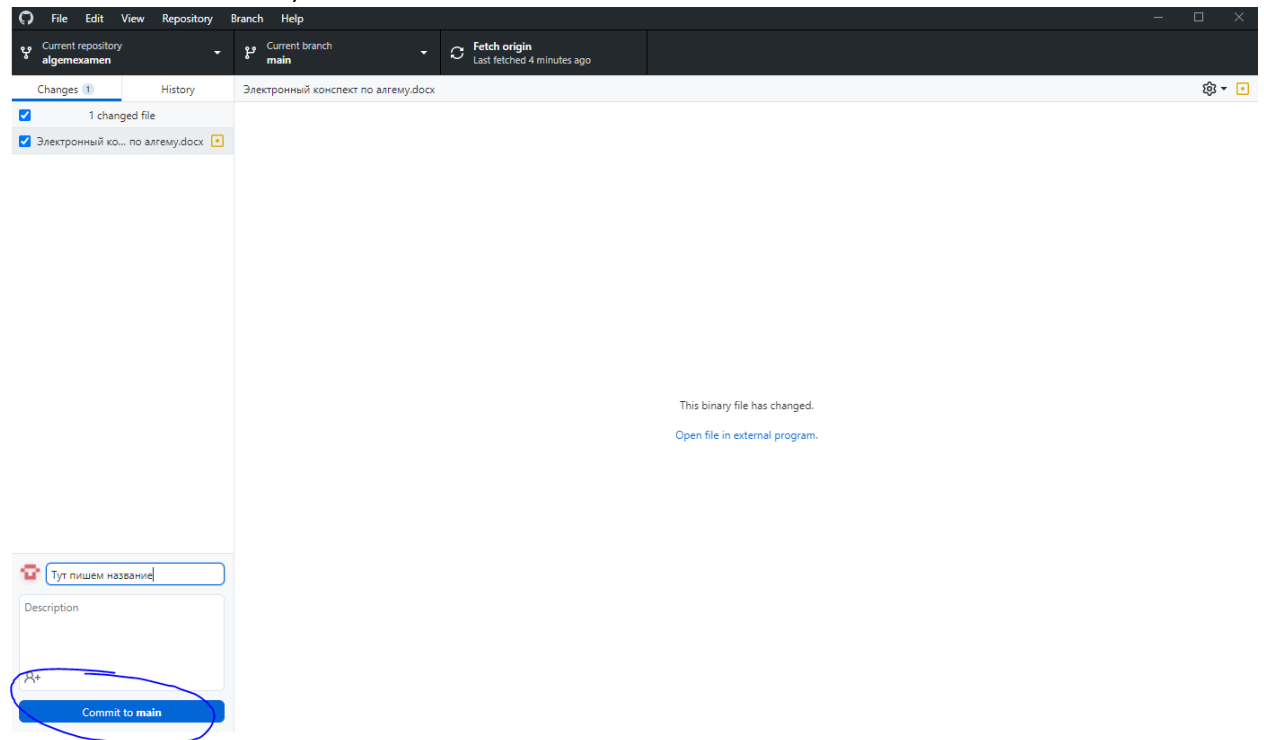 File Edit View Repository Branch Help
Current repository
algemexamen
Current branch
main
Fetch origin
Last fetched 4 minutes ago
Changes 1 History
Электронный конспект по алгему.docx
1 changed file
Электронный ко... по алгему.docx
This binary file has changed.
Open file in external program.
Тут пишем название
Description
Commit to main